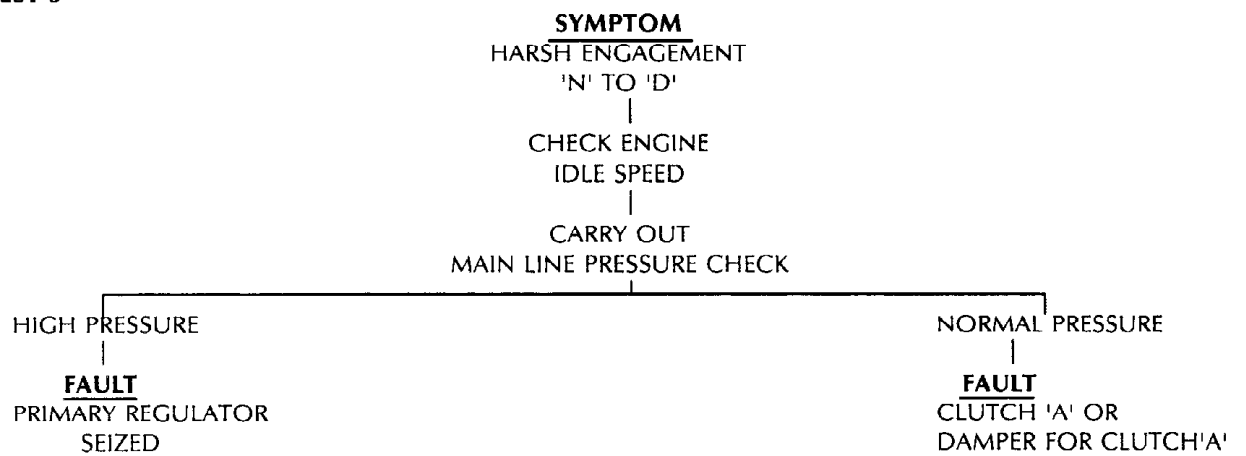 SYMPTOM
HARSH ENGAGEMENT
'N' TO 'D'
CHECK ENGINE
IDLE SPEED
CARRY OUT
MAIN LINE PRESSURE CHECK
HIGH PRESSURE
NORMAL PRESSURE
FAULT
PRIMARY REGULATOR
SEIZED
FAULT
CLUTCH 'A' OR
DAMPER FOR CLUTCH'A'